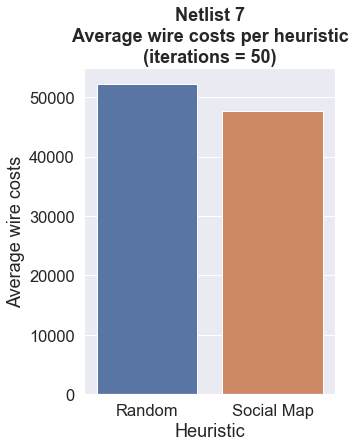 Netlist 7
Average wire costs per heuristic
(iterations = 50)
Average wire costs
50000
40000
30000
20000
10000
0
Random Social Map
Heuristic